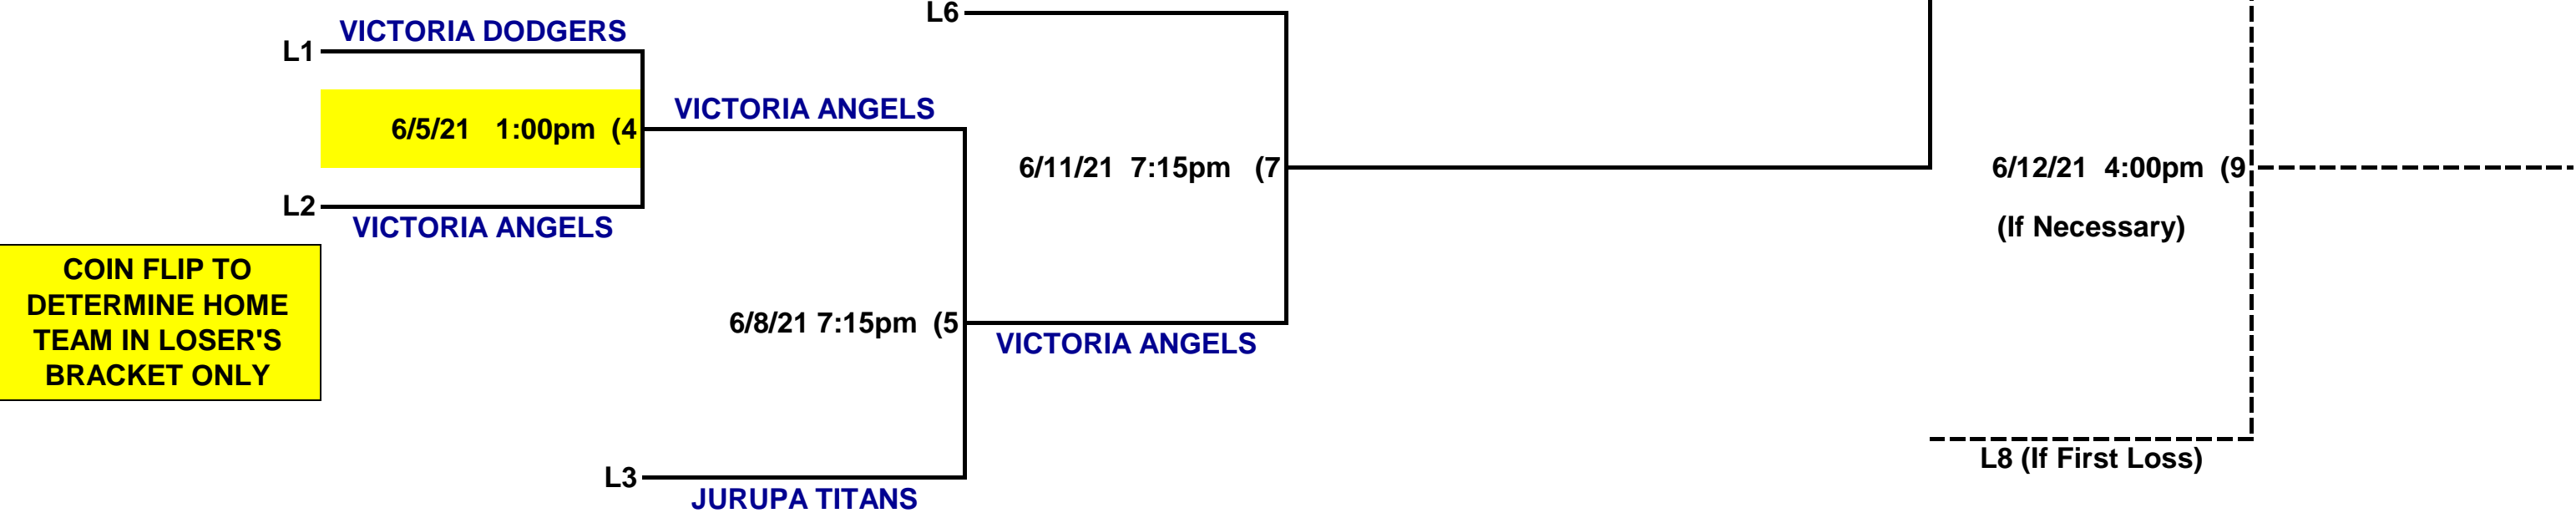 L6
VICTORIA DODGERS
L1
VICTORIA ANGELS
6/5/21 1:00pm (4
6/11/21 7:15pm (7
6/12/21 4:00pm (9
L2
VICTORIA ANGELS
(If Necessary)
COIN FLIP TO
DETERMINE HOME
TEAM IN LOSER'S
BRACKET ONLY
6/8/21 7:15pm (5
VICTORIA ANGELS
L8 (If First Loss)
L3
JURUPA TITANS